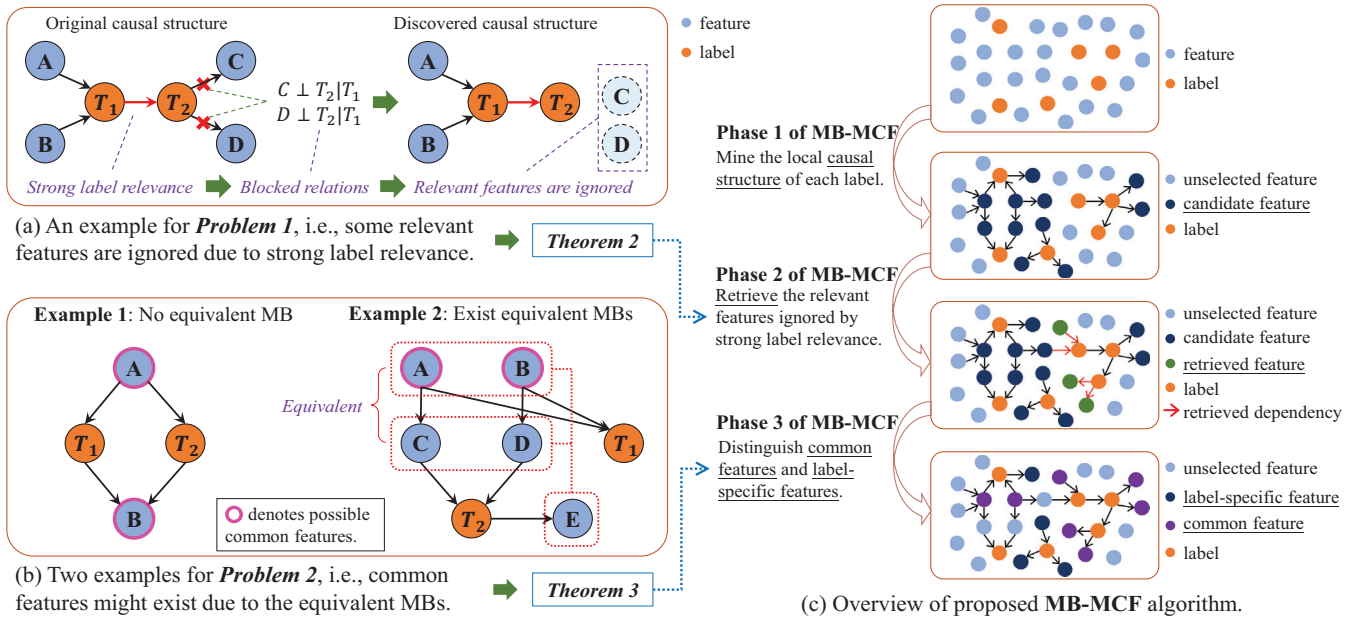 Original causal structure
Discovered causal structure
feature
label
A
B
T1
T2
C
D
C ⊥ T2|T1
D ⊥ T2|T1
A
B
T1
T2
C
D
Strong label relevance
Blocked relations
Relevant features are ignored
(a) An example for Problem 1, i.e., some relevant
features are ignored due to strong label relevance.
Theorem 2
Example 1: No equivalent MB
Example 2: Exist equivalent MBs
A
T1
T2
B
denotes possible
common features.
Equivalent
A
B
C
D
T1
T2
E
(b) Two examples for Problem 2, i.e., common
features might exist due to the equivalent MBs.
Theorem 3
feature
label
Phase 1 of MB-MCF
Mine the local causal
structure of each label.
unselected feature
candidate feature
label
Phase 2 of MB-MCF
Retrieve the relevant
features ignored by
strong label relevance.
unselected feature
candidate feature
retrieved feature
label
retrieved dependency
Phase 3 of MB-MCF
Distinguish common
features and label-
specific features.
unselected feature
label-specific feature
common feature
label
(c) Overview of proposed MB-MCF algorithm.